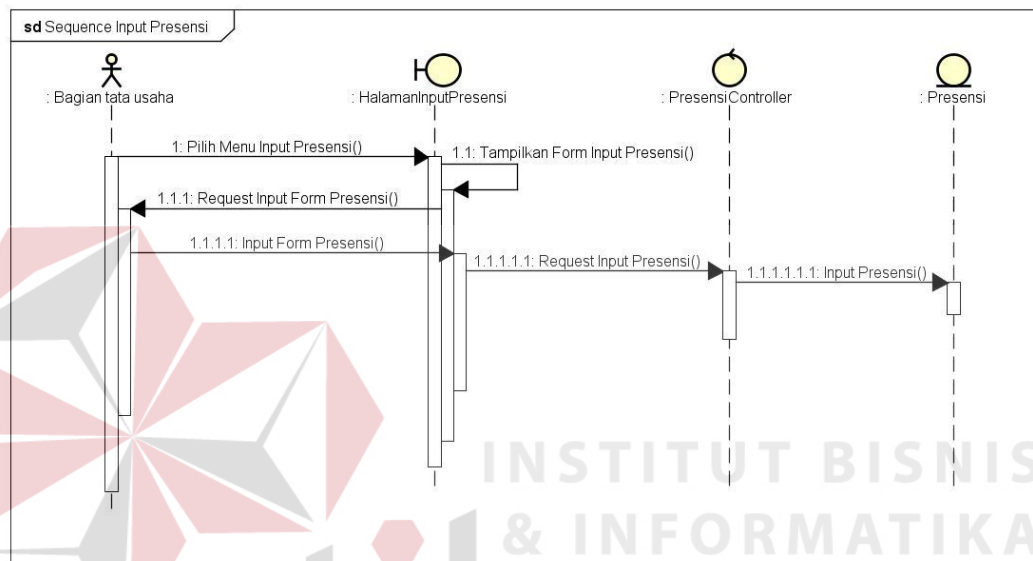 sd Sequence Input Presensi
: Bagian tata usaha
: HalamanInputPresensi
: PresensiController
: Presensi
1: Pilih Menu Input Presensi()
1.1: Tampilkan Form Input Presensi()
1.1.1: Request Input Form Presensi()
1.1.1.1: Input Form Presensi()
1.1.1.1.1: Request Input Presensi()
1.1.1.1.1.1: Input Presensi()
INSTITUT BISNIS
& INFORMATIKA